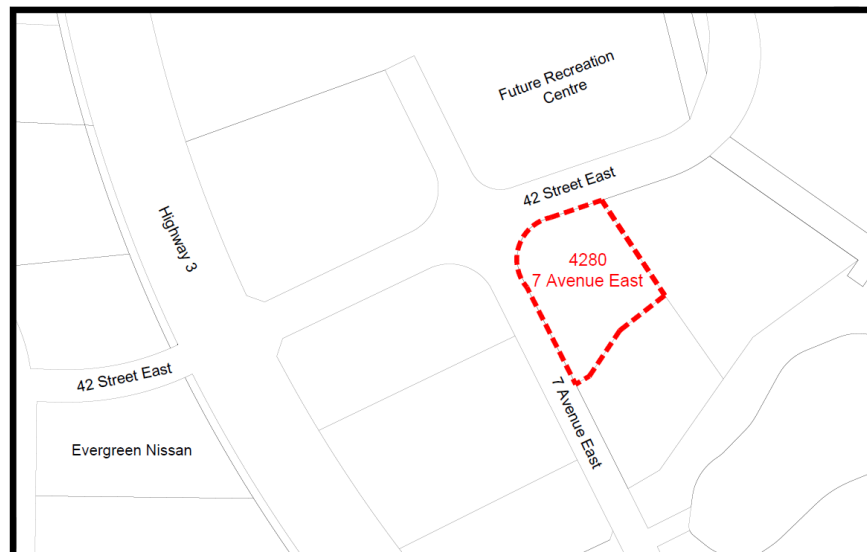 Future Recreation
Centre
42 Street East
Highway 3
4280
7 Avenue East
42 Street East
7 Avenue East
Evergreen Nissan